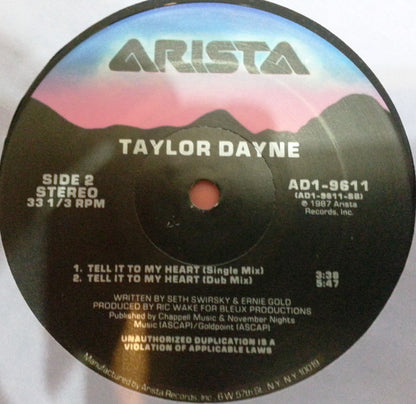 ARISTA
TAYLOR DAYNE
SIDE 2
STEREO
33 1/3 RPM
AD1-9611
(AD1-9611-SB)
℗ 1987 Arista
Records, Inc.
1. TELL IT TO MY HEART (Single Mix) 3:38
2. TELL IT TO MY HEART (Dub Mix) 5:47
WRITTEN BY SETH SWIRSKY & ERNIE GOLD
PRODUCED BY RIC WAKE FOR BLEUX PRODUCTIONS
Published by Chappell Music & November Nights
Music (ASCAP)/Goldpoint (ASCAP)
UNAUTHORIZED DUPLICATION IS A
VIOLATION OF APPLICABLE LAWS
Manufactured by Arista Records, Inc., 6 W 57th St., N.Y. N.Y. 10019